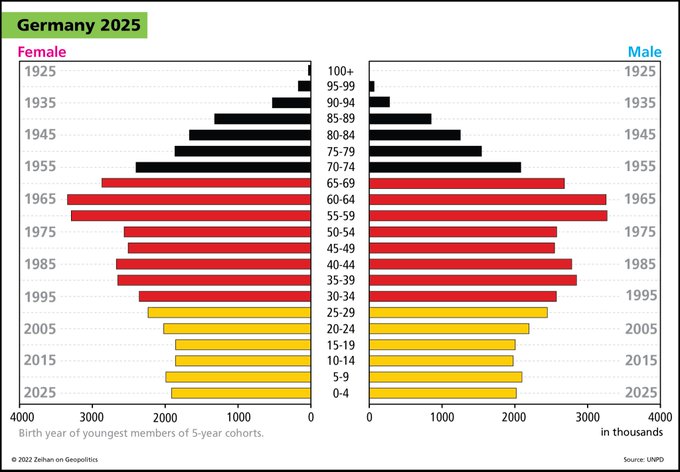 Germany 2025
Female Male
1925 100+ 1925
95-99
1935 90-94 1935
85-89
1945 80-84 1945
75-79
1955 70-74 1955
65-69
1965 60-64 1965
55-59
1975 50-54 1975
45-49
1985 40-44 1985
35-39
1995 30-34 1995
25-29
2005 20-24 2005
15-19
2015 10-14 2015
5-9
2025 0-4 2025
4000 3000 2000 1000 0 0 1000 2000 3000 4000
Birth year of youngest members of 5-year cohorts. in thousands
© 2022 Zeihan on Geopolitics Source: UNPD